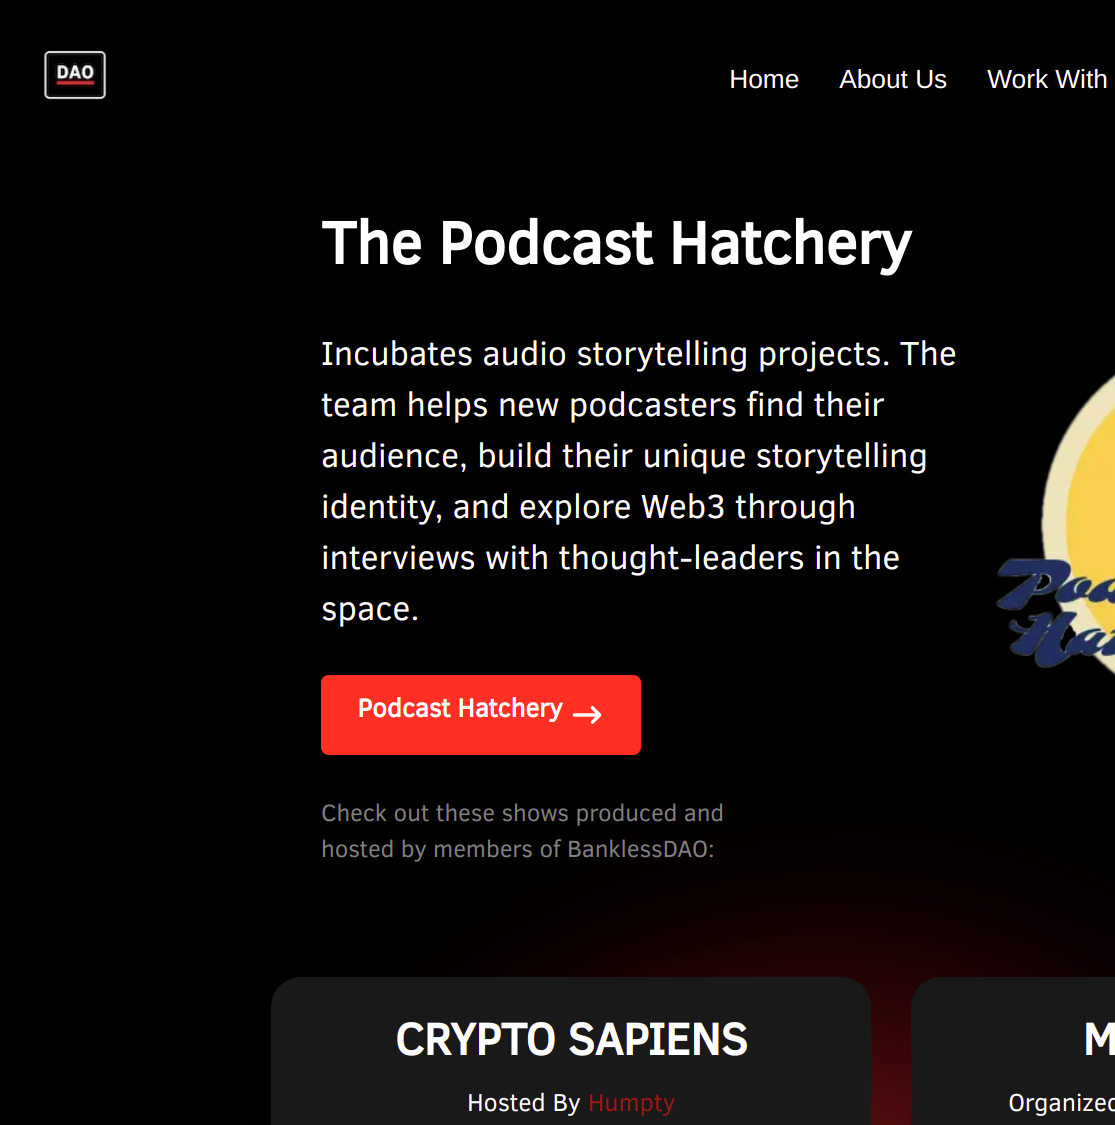 DAO
Home About Us Work With
The Podcast Hatchery
Incubates audio storytelling projects. The
team helps new podcasters find their
audience, build their unique storytelling
identity, and explore Web3 through
interviews with thought-leaders in the
space.
Podcast Hatchery →
Check out these shows produced and
hosted by members of BanklessDAO:
CRYPTO SAPIENS
Hosted By Humpty
Organized